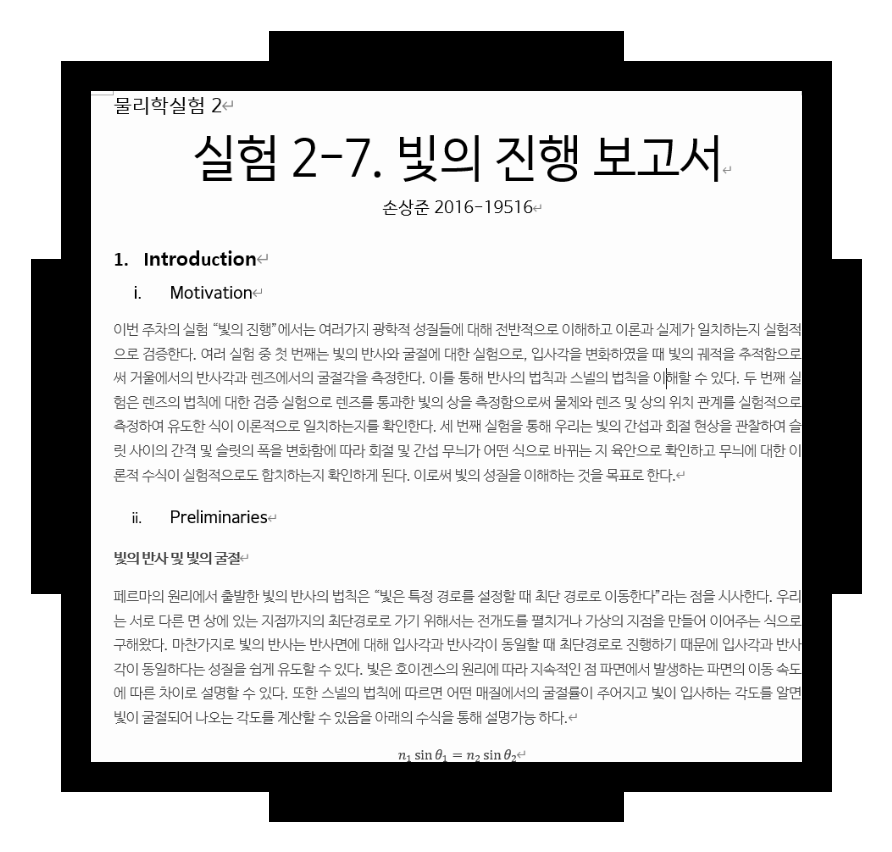 물리학실험 2
실험 2-7. 빛의 진행 보고서
손상준 2016-19516
1. Introduction
i. Motivation
이번 주차의 실험 “빛의 진행”에서는 여러가지 광학적 성질들에 대해 전반적으로 이해하고 이론과 실제가 일치하는지 실험적
으로 검증한다. 여러 실험 중 첫 번째는 빛의 반사와 굴절에 대한 실험으로, 입사각을 변화하였을 때 빛의 궤적을 추적함으로
써 거울에서의 반사각과 렌즈에서의 굴절각을 측정한다. 이를 통해 반사의 법칙과 스넬의 법칙을 이해할 수 있다. 두 번째 실
험은 렌즈의 법칙에 대한 검증 실험으로 렌즈를 통과한 빛의 상을 측정함으로써 물체와 렌즈 및 상의 위치 관계를 실험적으로
측정하여 유도한 식이 이론적으로 일치하는지를 확인한다. 세 번째 실험을 통해 우리는 빛의 간섭과 회절 현상을 관찰하여 슬
릿 사이의 간격 및 슬릿의 폭을 변화함에 따라 회절 및 간섭 무늬가 어떤 식으로 바뀌는 지 육안으로 확인하고 무늬에 대한 이
론적 수식이 실험적으로도 합치하는지 확인하게 된다. 이로써 빛의 성질을 이해하는 것을 목표로 한다.
ii. Preliminaries
빛의 반사 및 빛의 굴절
페르마의 원리에서 출발한 빛의 반사의 법칙은 “빛은 특정 경로를 설정할 때 최단 경로로 이동한다”라는 점을 시사한다. 우리
는 서로 다른 면 상에 있는 지점까지의 최단경로로 가기 위해서는 전개도를 펼치거나 가상의 지점을 만들어 이어주는 식으로
구해왔다. 마찬가지로 빛의 반사는 반사면에 대해 입사각과 반사각이 동일할 때 최단경로로 진행하기 때문에 입사각과 반사
각이 동일하다는 성질을 쉽게 유도할 수 있다. 빛은 호이겐스의 원리에 따라 지속적인 점 파면에서 발생하는 파면의 이동 속도
에 따른 차이로 설명할 수 있다. 또한 스넬의 법칙에 따르면 어떤 매질에서의 굴절률이 주어지고 빛이 입사하는 각도를 알면
빛이 굴절되어 나오는 각도를 계산할 수 있음을 아래의 수식을 통해 설명가능 하다.
n₁ sin θ₁ = n₂ sin θ₂